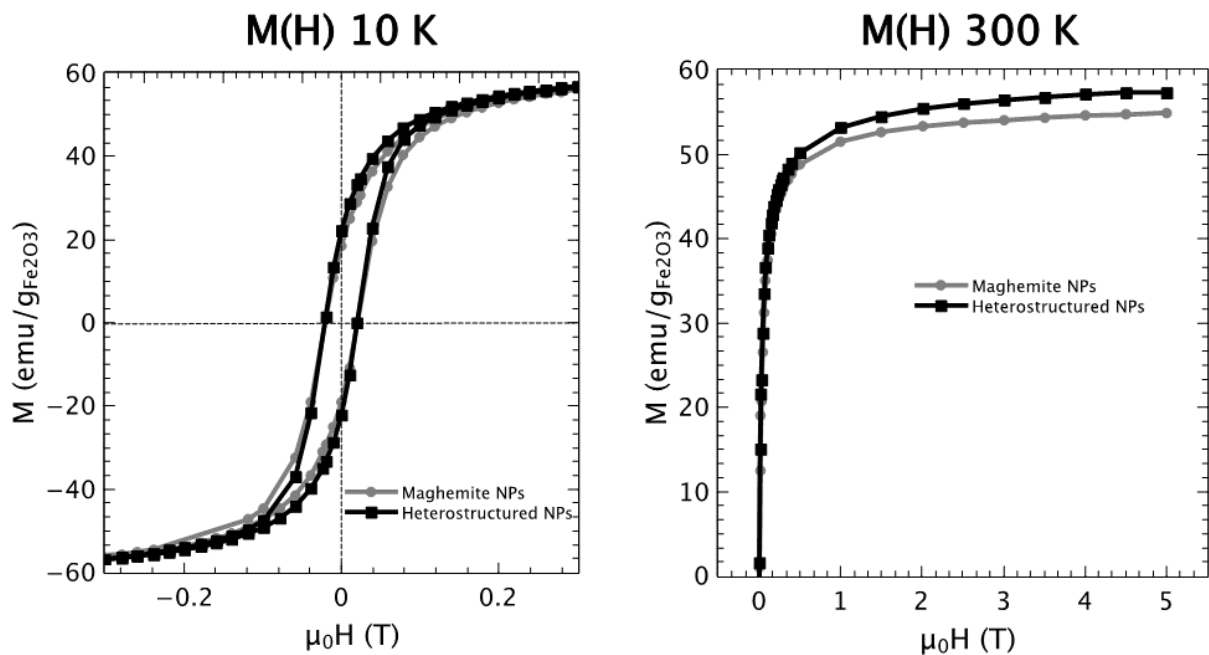 M(H) 10 K
60
40
20
0
−20
−40
−60
M (emu/gFe2O3)
−0.2
0
0.2
μ0H (T)
Maghemite NPs
Heterostructured NPs
M(H) 300 K
60
50
40
30
20
10
0
M (emu/gFe2O3)
0 1 2 3 4 5
μ0H (T)
Maghemite NPs
Heterostructured NPs